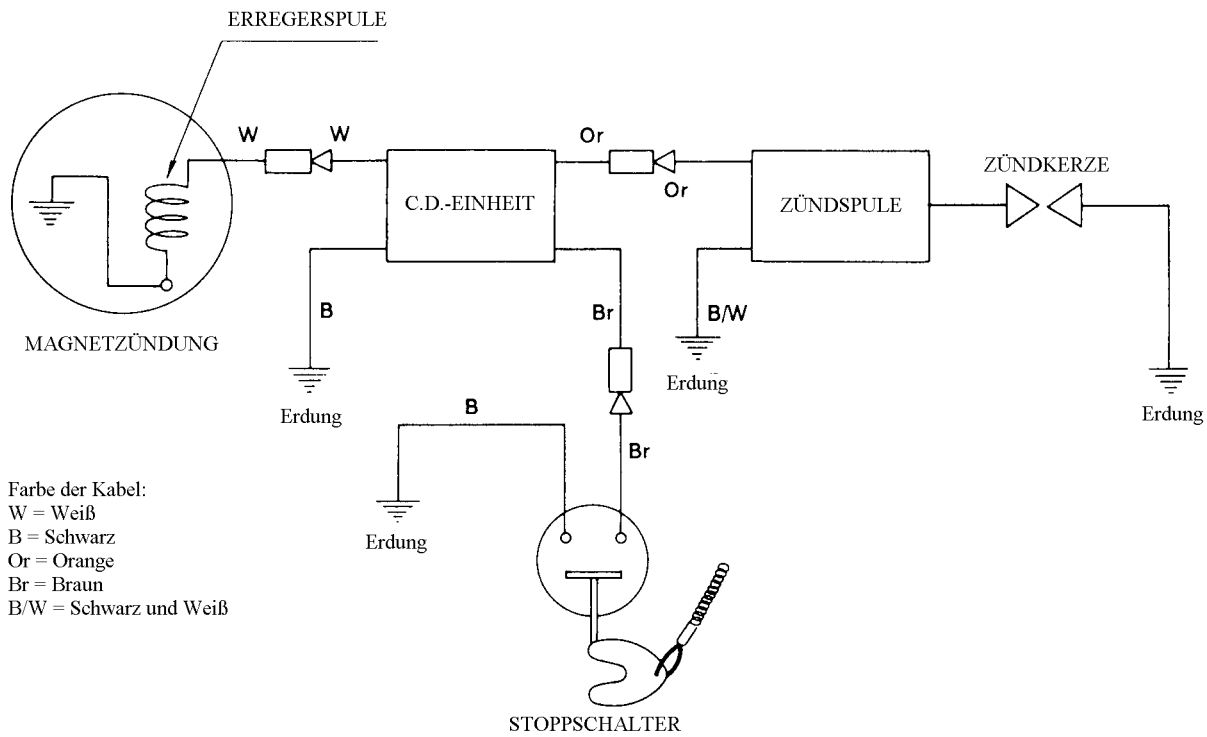 ERREGERSPULE
W
W
Or
Or
C.D.-EINHEIT
ZÜNDSPULE
ZÜNDKERZE
MAGNETZÜNDUNG
B
Br
B/W
Erdung
Erdung
Erdung
B
Br
Erdung
Farbe der Kabel:
W = Weiß
B = Schwarz
Or = Orange
Br = Braun
B/W = Schwarz und Weiß
STOPPSCHALTER